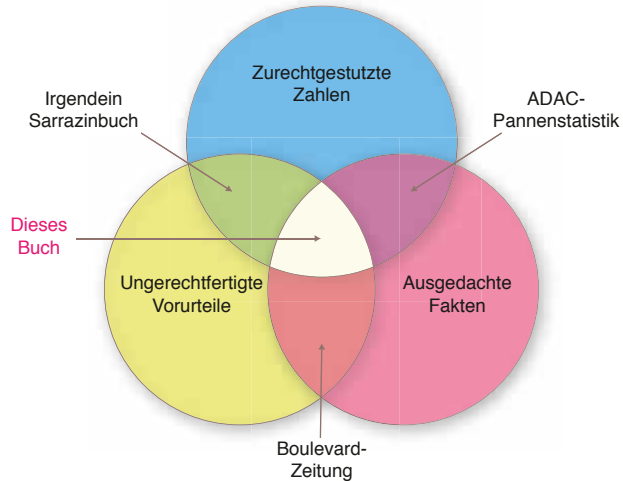 Zurechtgestutzte
Zahlen
Irgendein
Sarrazinbuch
ADAC-
Pannenstatistik
Dieses
Buch
Ungerechtfertigte
Vorurteile
Ausgedachte
Fakten
Boulevard-
Zeitung